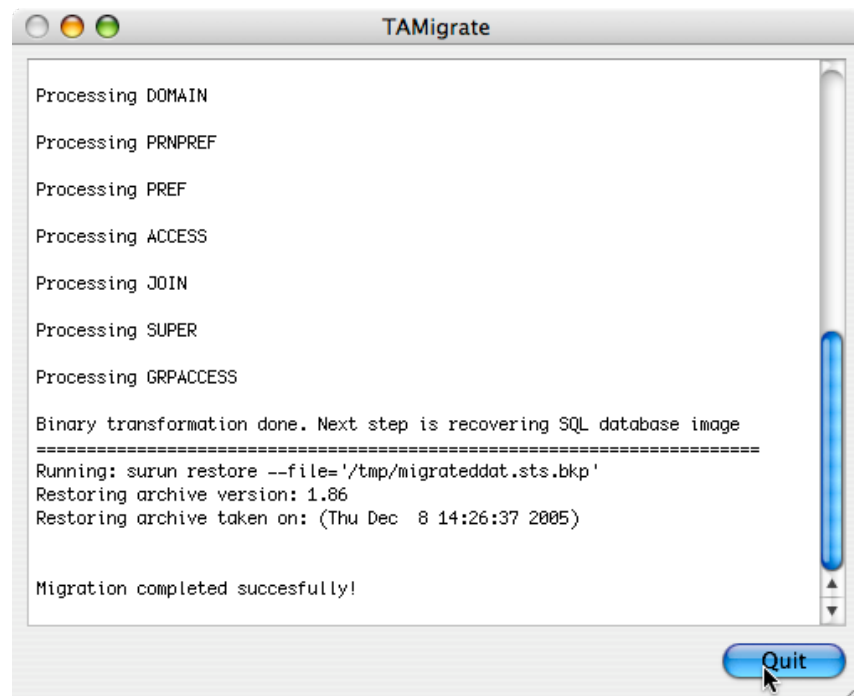 TAMigrate
Processing DOMAIN
Processing PRNPREF
Processing PREF
Processing ACCESS
Processing JOIN
Processing SUPER
Processing GRPACCESS
Binary transformation done. Next step is recovering SQL database image
========================================================================
Running: surun restore --file='/tmp/migrateddat.sts.bkp'
Restoring archive version: 1.86
Restoring archive taken on: (Thu Dec  8 14:26:37 2005)
Migration completed succesfully!
Quit